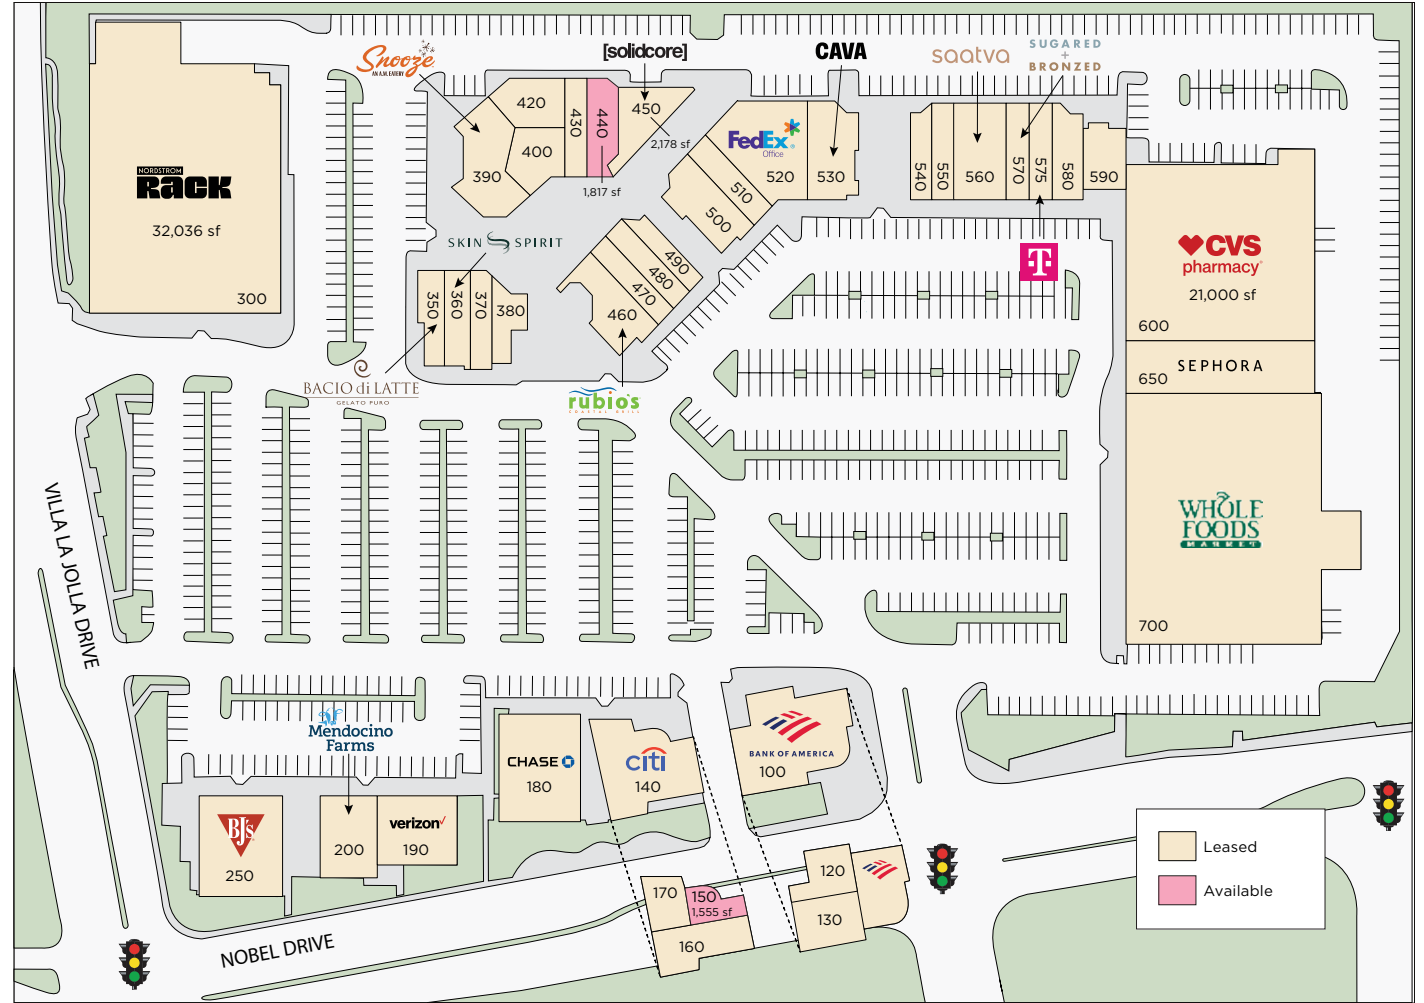 Snooze
AN A.M. EATERY
[solidcore]
CAVA
saatva
SUGARED
+
BRONZED
NORDSTROM
RACK
32,036 sf
300
420
430
440
450
2,178 sf
400
390
1,817 sf
FedEx
Office
520
530
510
500
540
550
560
570
575
580
590
SKIN SPIRIT
350
360
370
380
490
480
470
460
T
CVS
pharmacy
21,000 sf
600
650
SEPHORA
BACIO di LATTE
GELATO PURO
rubio's
COASTAL GRILL
WHOLE
FOODS
MARKET
700
VILLA LA JOLLA DRIVE
Mendocino
Farms
CHASE
180
citi
140
BANK OF AMERICA
100
BJ's
250
200
verizon
190
170
150
1,555 sf
160
120
130
NOBEL DRIVE
Leased
Available